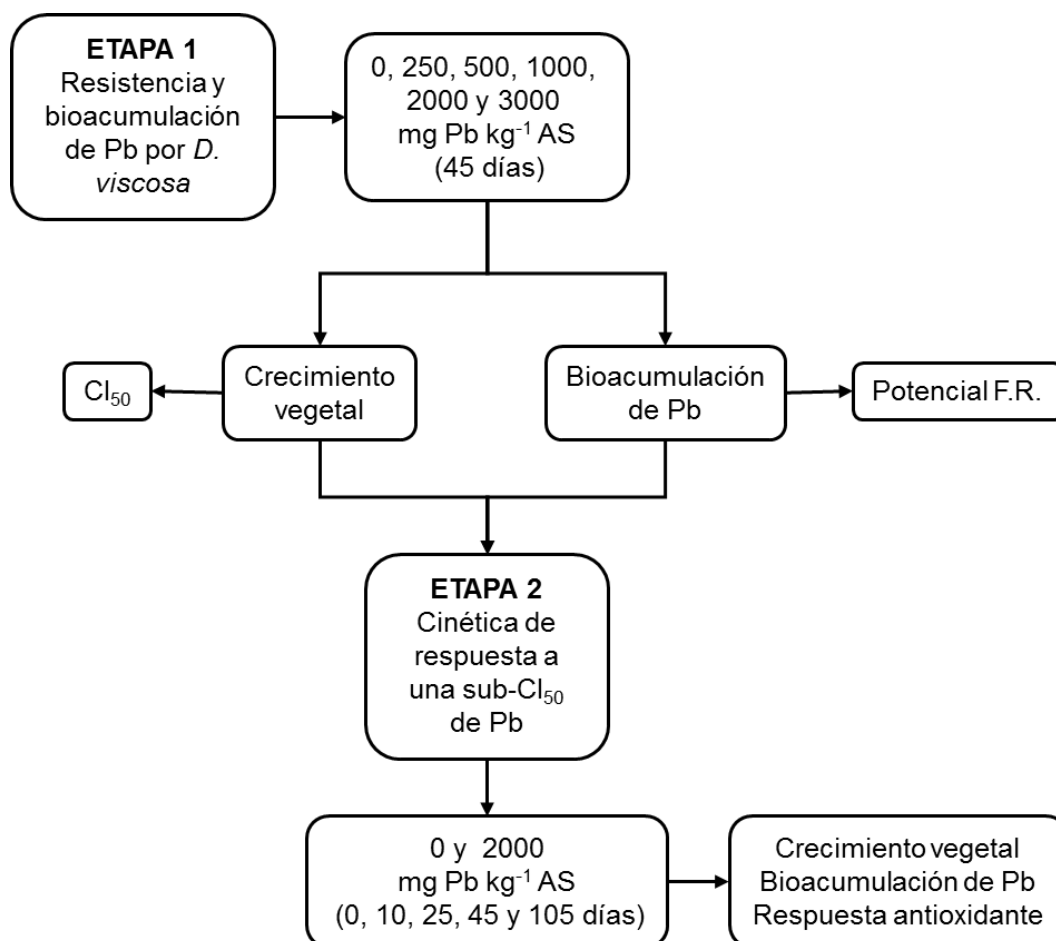 ETAPA 1
Resistencia y
bioacumulación
de Pb por D.
viscosa
0, 250, 500, 1000,
2000 y 3000
mg Pb kg⁻¹ AS
(45 días)
CI₅₀
Crecimiento
vegetal
Bioacumulación
de Pb
Potencial F.R.
ETAPA 2
Cinética de
respuesta a
una sub-CI₅₀
de Pb
0 y 2000
mg Pb kg⁻¹ AS
(0, 10, 25, 45 y 105 días)
Crecimiento vegetal
Bioacumulación de Pb
Respuesta antioxidante